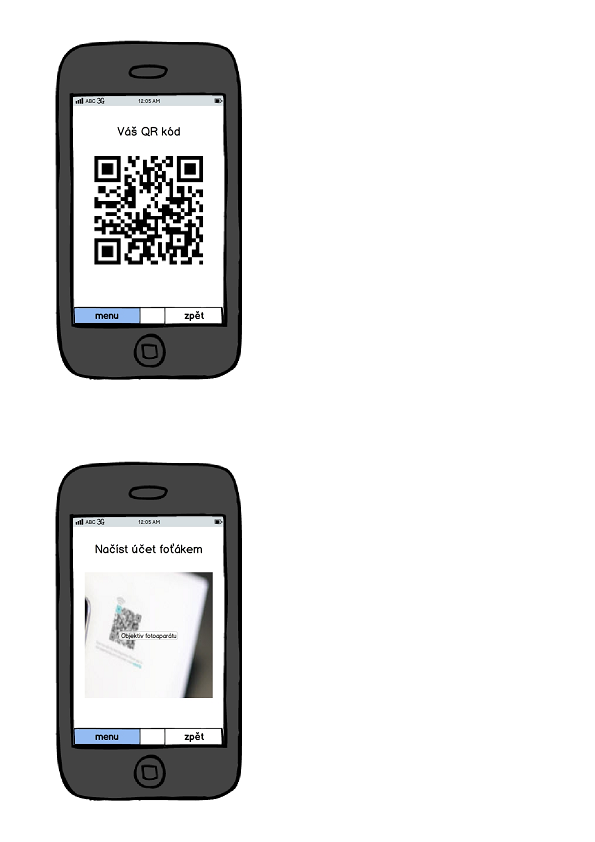 ABC 3G 12:05 AM
Váš QR kód
menu zpět
ABC 3G 12:05 AM
Načíst účet foťákem
Objektiv fotoaparátu
menu zpět